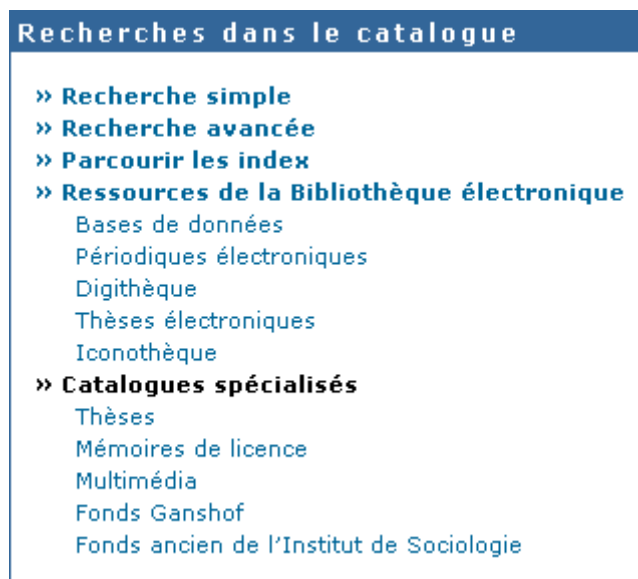 Recherches dans le catalogue
» Recherche simple
» Recherche avancée
» Parcourir les index
» Ressources de la Bibliothèque électronique
Bases de données
Périodiques électroniques
Digithèque
Thèses électroniques
Iconothèque
» Catalogues spécialisés
Thèses
Mémoires de licence
Multimédia
Fonds Ganshof
Fonds ancien de l'Institut de Sociologie